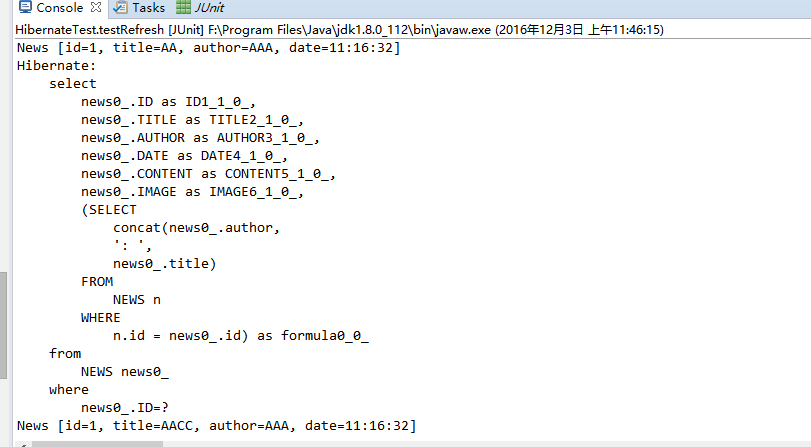 Console Tasks JUnit
HibernateTest.testRefresh [JUnit] F:\Program Files\Java\jdk1.8.0_112\bin\javaw.exe (2016年12月3日 上午11:46:15)
News [id=1, title=AA, author=AAA, date=11:16:32]
Hibernate:
select
news0_.ID as ID1_1_0_,
news0_.TITLE as TITLE2_1_0_,
news0_.AUTHOR as AUTHOR3_1_0_,
news0_.DATE as DATE4_1_0_,
news0_.CONTENT as CONTENT5_1_0_,
news0_.IMAGE as IMAGE6_1_0_,
(SELECT
concat(news0_.author,
': ',
news0_.title)
FROM
NEWS n
WHERE
n.id = news0_.id) as formula0_0_
from
NEWS news0_
where
news0_.ID=?
News [id=1, title=AACC, author=AAA, date=11:16:32]